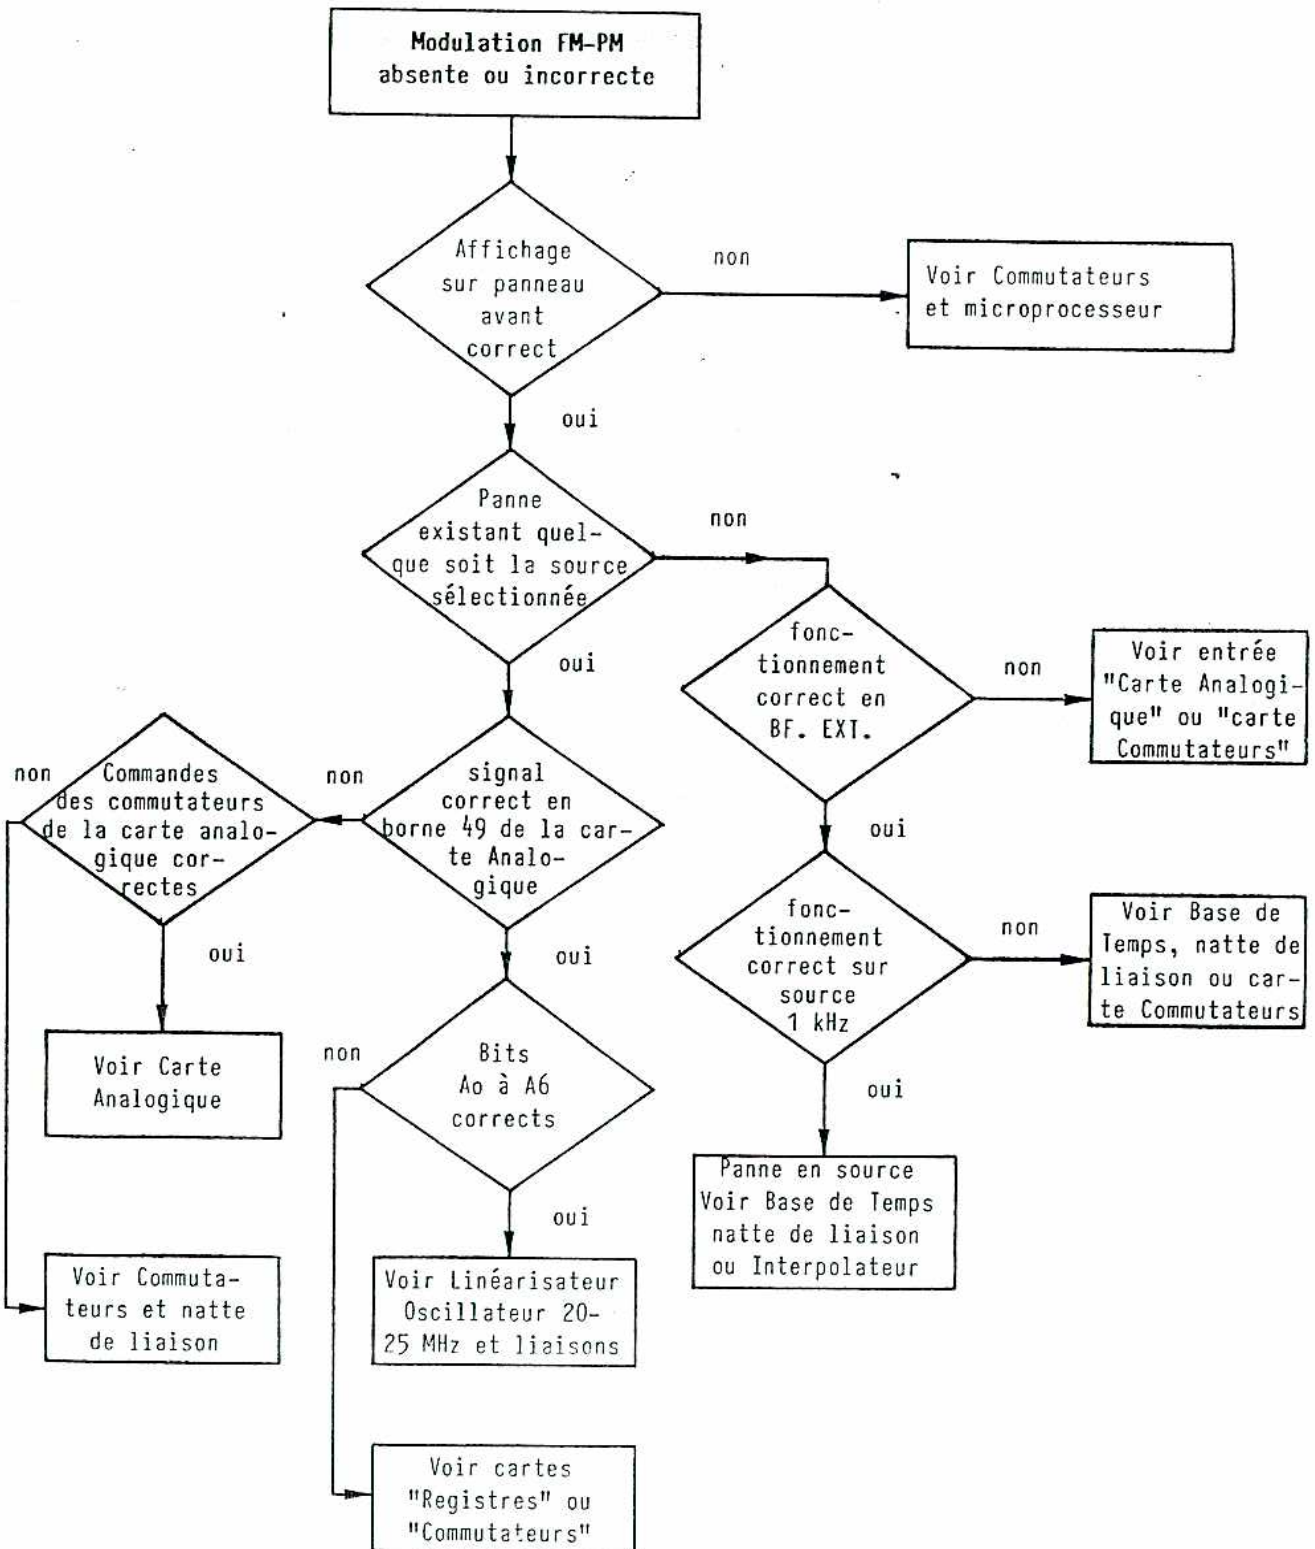 Modulation FM-PM
absente ou incorrecte
Affichage
sur panneau
avant
correct
non
Voir Commutateurs
et microprocesseur
oui
Panne
existant quel-
que soit la source
sélectionnée
non
oui
fonc-
tionnement
correct en
BF. EXT.
non
Voir entrée
"Carte Analogi-
que" ou "carte
Commutateurs"
oui
signal
correct en
borne 49 de la car-
te Analo-
gique
non
Commandes
des commutateurs
de la carte analo-
gique cor-
rectes
non
oui
Voir Carte
Analogique
oui
fonc-
tionnement
correct sur
source
1 kHz
non
Voir Base de
Temps, natte de
liaison ou car-
te Commutateurs
oui
Bits
Ao à A6
corrects
non
oui
Panne en source
Voir Base de Temps
natte de liaison
ou Interpolateur
Voir Commuta-
teurs et natte
de liaison
Voir Linéarisateur
Oscillateur 20-
25 MHz et liaisons
Voir cartes
"Registres" ou
"Commutateurs"